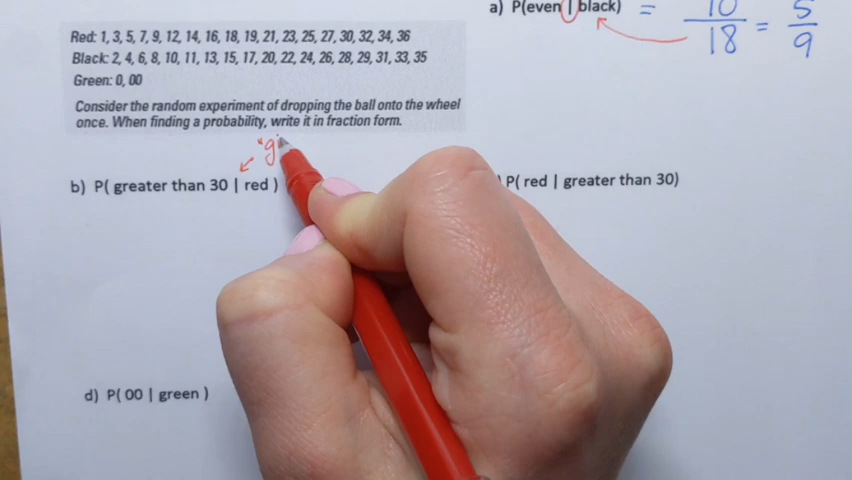 a) P(even | black) = 10/18 = 5/9
Red: 1, 3, 5, 7, 9, 12, 14, 16, 18, 19, 21, 23, 25, 27, 30, 32, 34, 36
Black: 2, 4, 6, 8, 10, 11, 13, 15, 17, 20, 22, 24, 26, 28, 29, 31, 33, 35
Green: 0, 00
Consider the random experiment of dropping the ball onto the wheel
once. When finding a probability, write it in fraction form.
"gi
b) P( greater than 30 | red )
) P( red | greater than 30)
d) P( 00 | green )